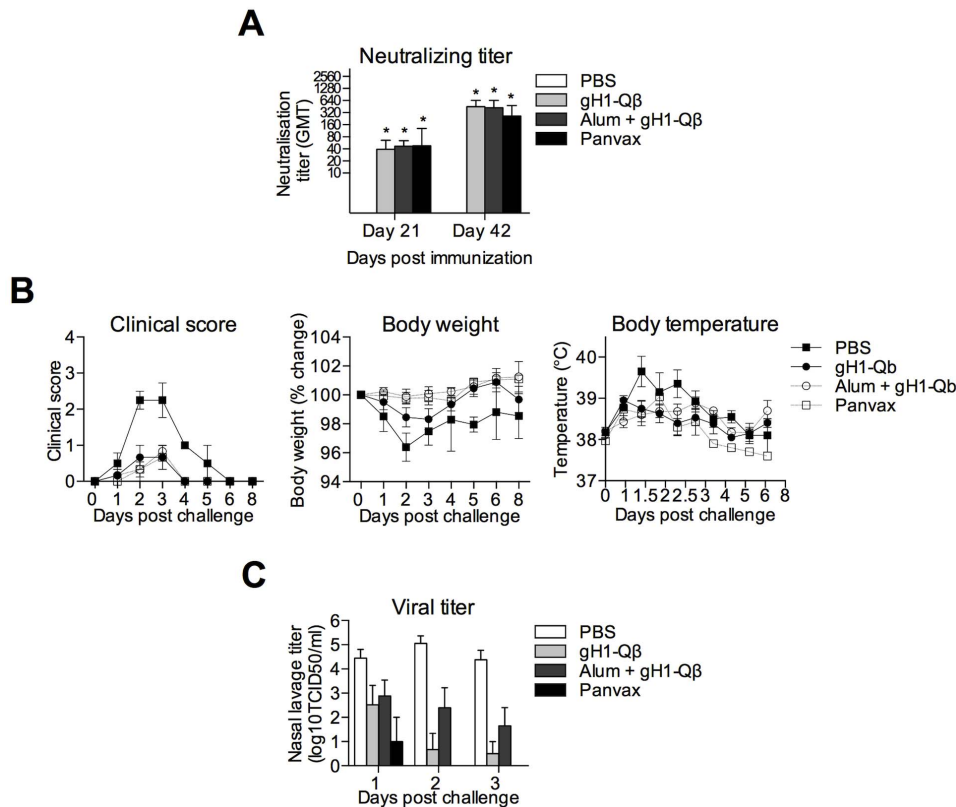 A
Neutralizing titer
Neutralisation
titer (GMT)
2560
1280
640
320
160
80
40
20
10
* * * * * *
Day 21 Day 42
Days post immunization
PBS
gH1-Qβ
Alum + gH1-Qβ
Panvax
B
Clinical score
Clinical score
4
3
2
1
0
0 1 2 3 4 5 6 8
Days post challenge
Body weight
Body weight (% change)
104
102
100
98
96
94
0 1 2 3 4 5 6 8
Days post challenge
Body temperature
Temperature (°C)
40
39
38
37
0 1 1.5 2 2.5 3 4 5 6 8
Days post challenge
PBS
gH1-Qb
Alum + gH1-Qb
Panvax
C
Viral titer
Nasal lavage titer
(log10TCID50/ml)
6
5
4
3
2
1
0
1 2 3
Days post challenge
PBS
gH1-Qβ
Alum + gH1-Qβ
Panvax